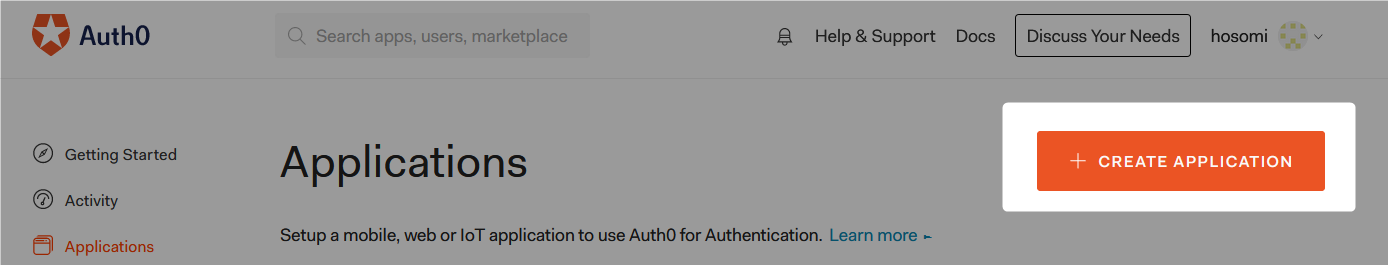 Auth0
Search apps, users, marketplace
Help & Support
Docs
Discuss Your Needs
hosomi
Getting Started
Activity
Applications
Applications
+ CREATE APPLICATION
Setup a mobile, web or IoT application to use Auth0 for Authentication. Learn more ►